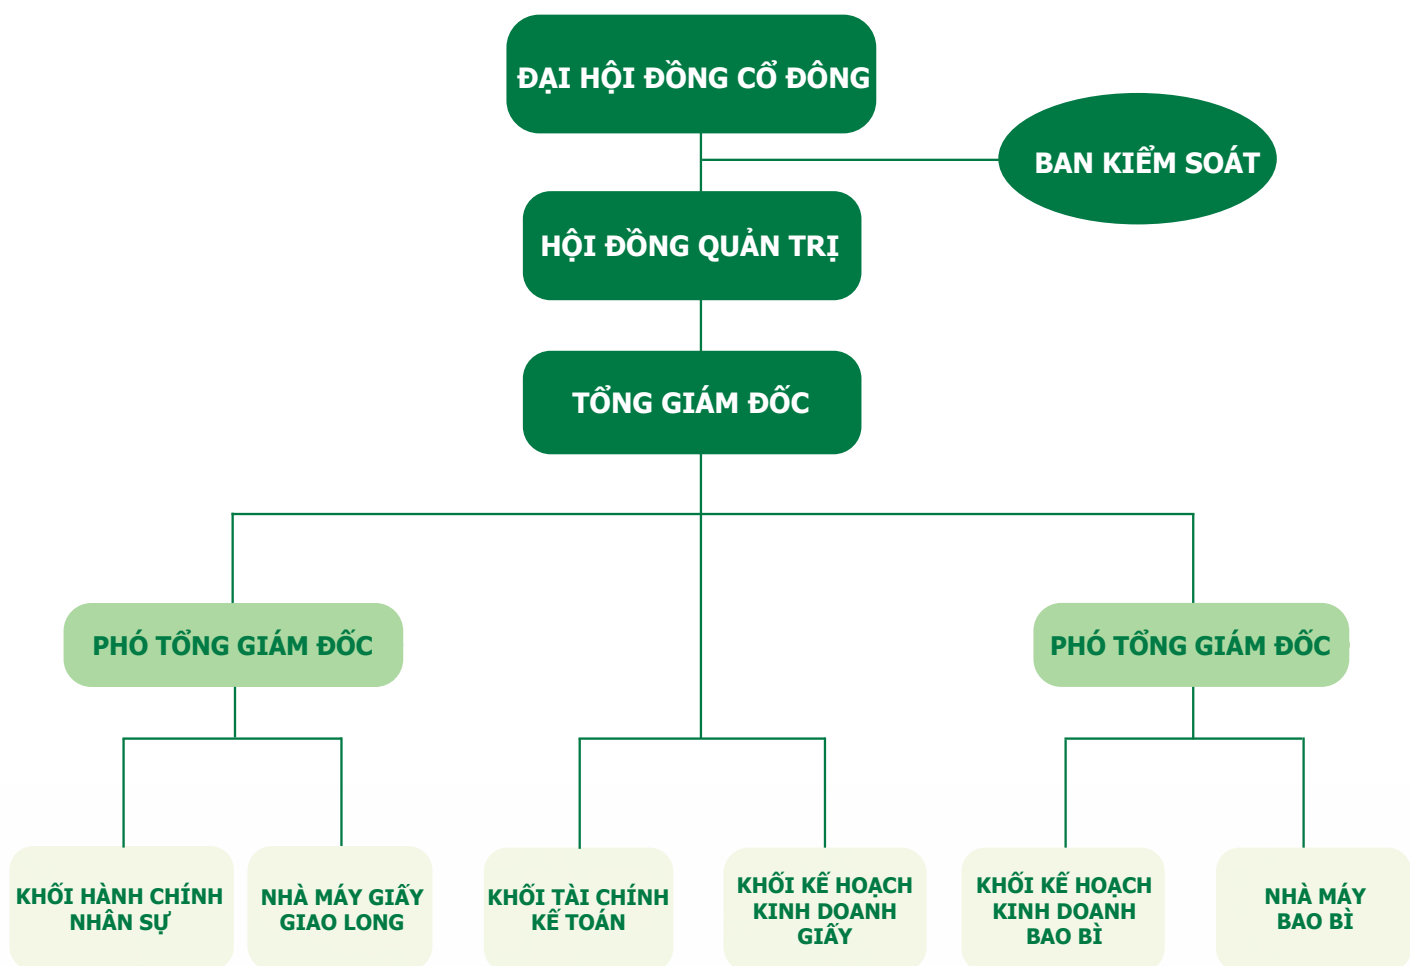 ĐẠI HỘI ĐỒNG CỔ ĐÔNG
BAN KIỂM SOÁT
HỘI ĐỒNG QUẢN TRỊ
TỔNG GIÁM ĐỐC
PHÓ TỔNG GIÁM ĐỐC
PHÓ TỔNG GIÁM ĐỐC
KHỐI HÀNH CHÍNH
NHÂN SỰ
NHÀ MÁY GIẤY
GIAO LONG
KHỐI TÀI CHÍNH
KẾ TOÁN
KHỐI KẾ HOẠCH
KINH DOANH
GIẤY
KHỐI KẾ HOẠCH
KINH DOANH
BAO BÌ
NHÀ MÁY
BAO BÌ